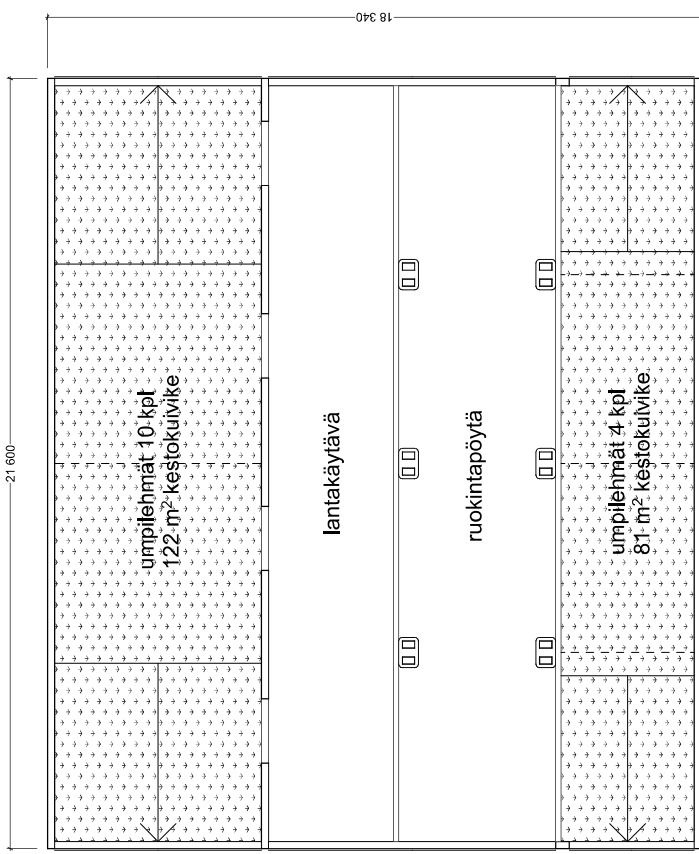 18 340
21 600
umpilehmät 10 kpl
122 m² kestokuivike
lantakäytävä
ruokintapöytä
umpilehmät 4 kpl
81 m² kestokuivike